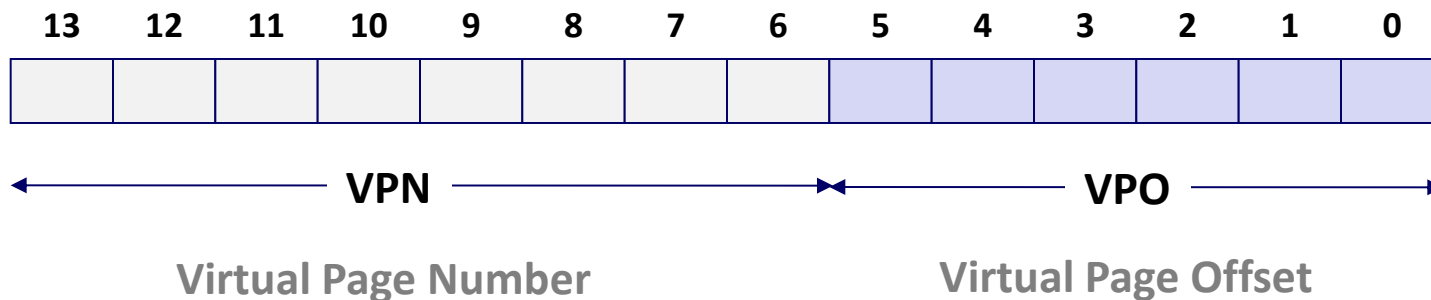 13 12 11 10 9 8 7 6 5 4 3 2 1 0
VPN VPO
Virtual Page Number Virtual Page Offset